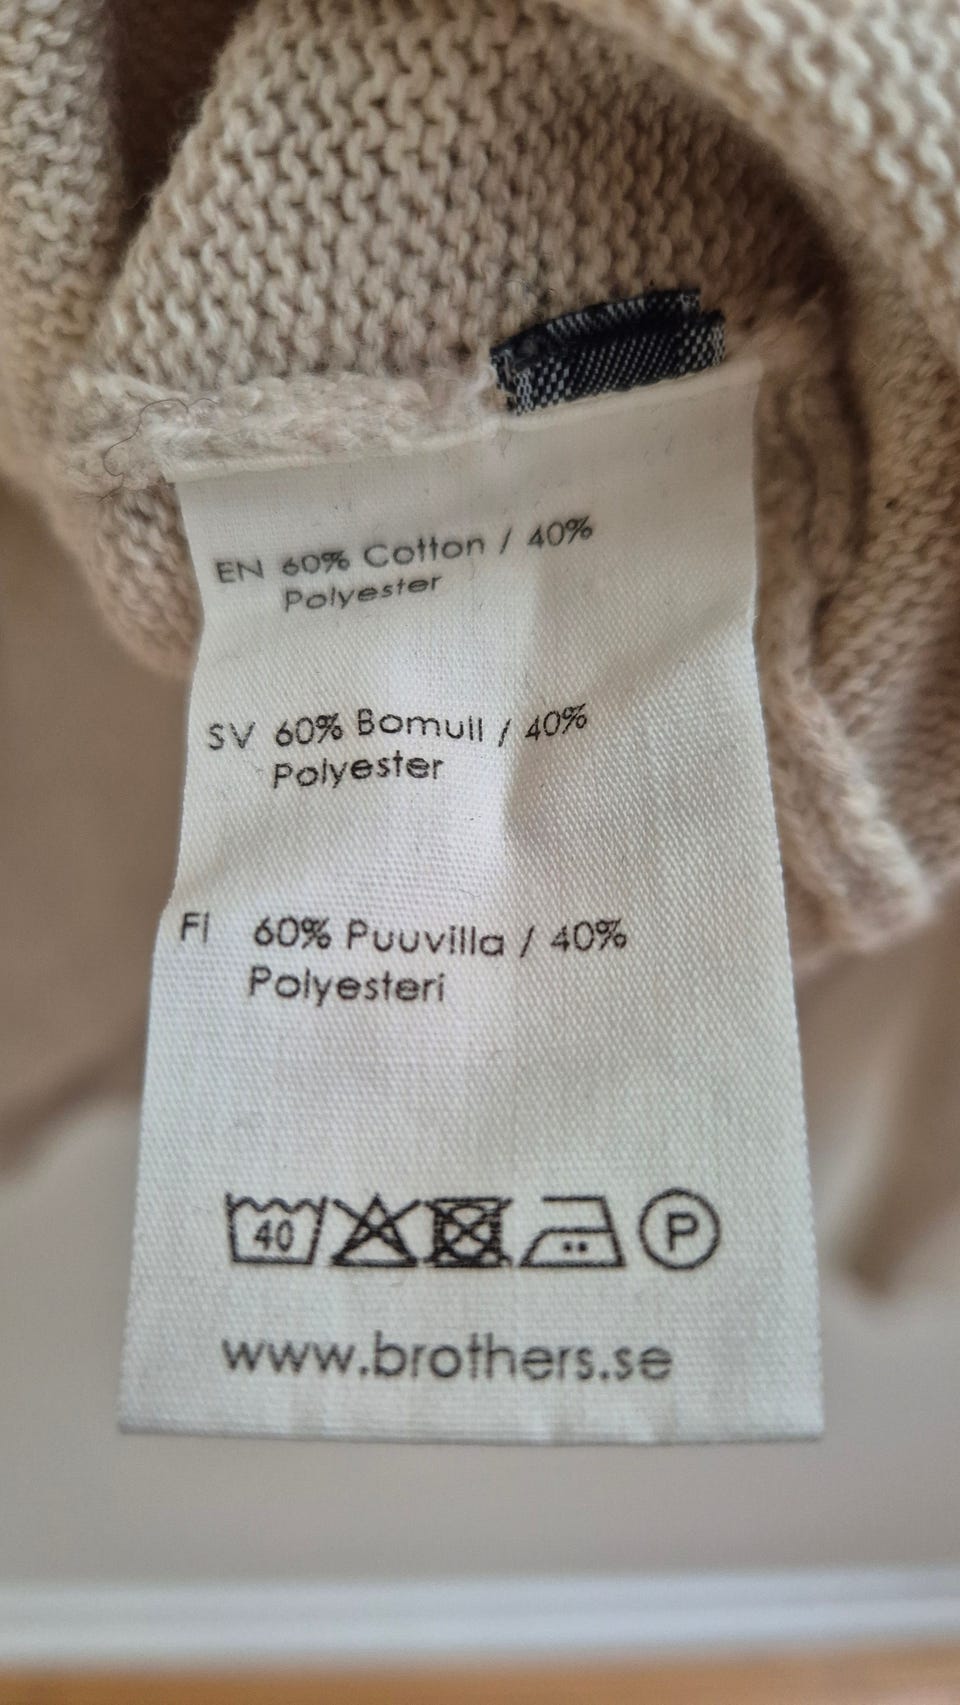 EN 60% Cotton / 40%
Polyester
SV 60% Bomull / 40%
Polyester
FI 60% Puuvilla / 40%
Polyesteri
40 P
www.brothers.se